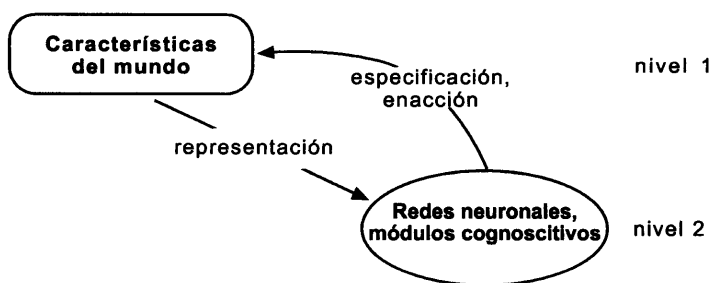 Características
del mundo
especificación,
enacción
nivel 1
representación
Redes neuronales,
módulos cognoscitivos
nivel 2